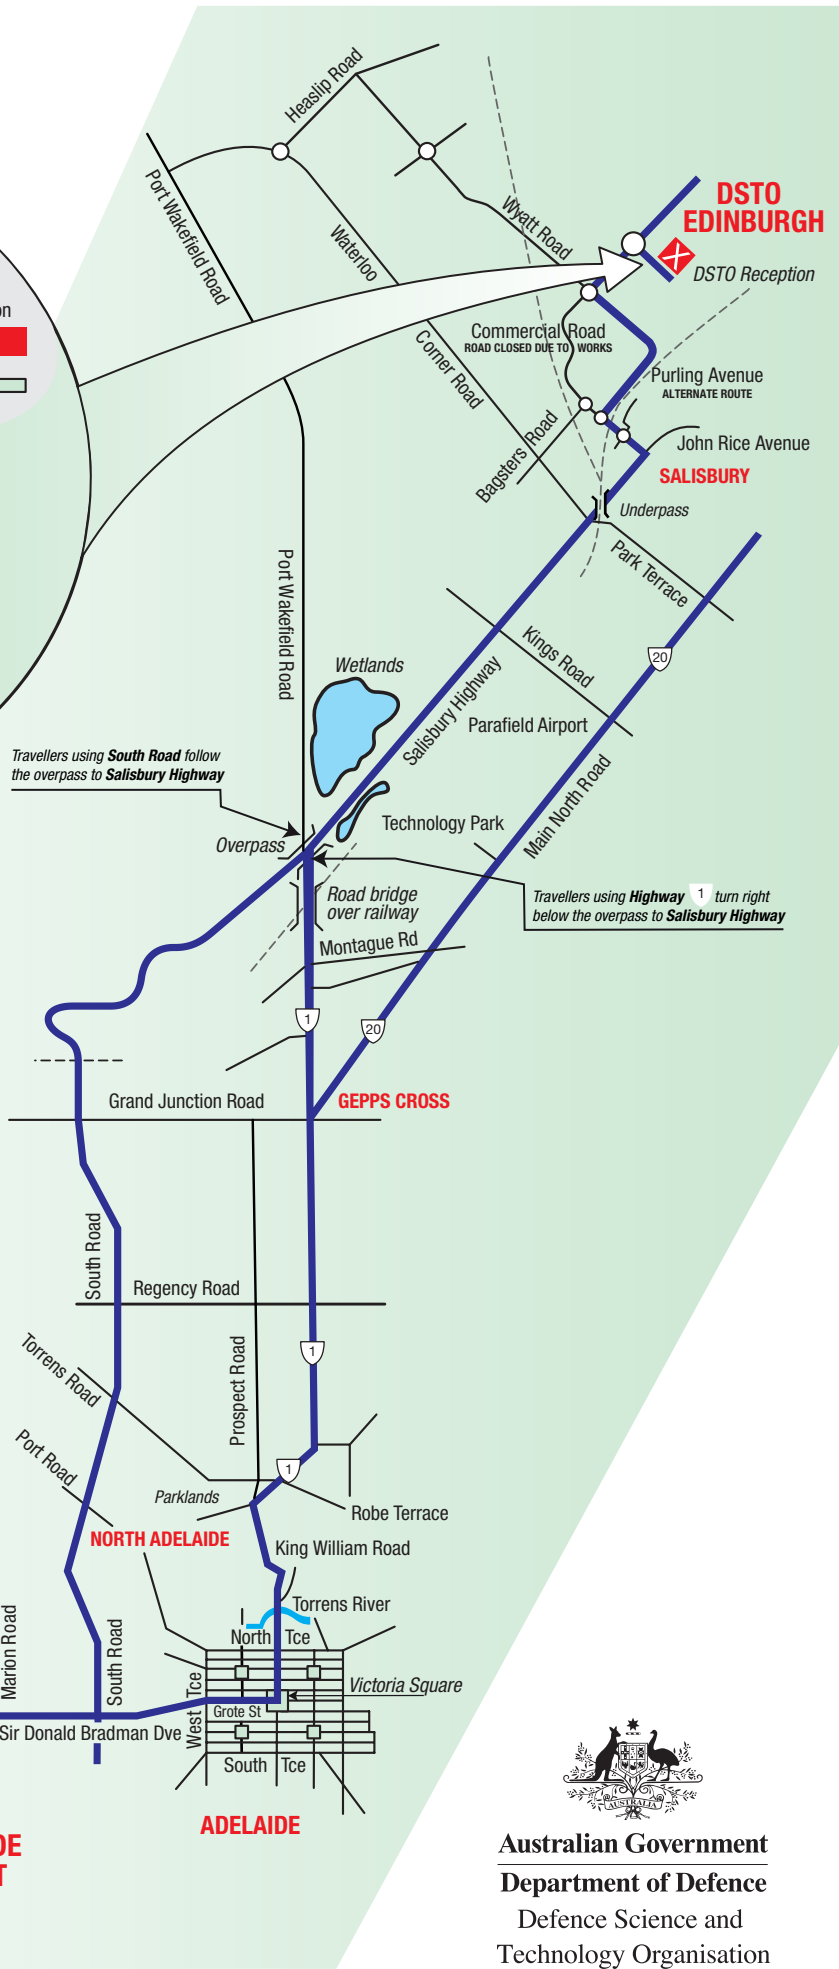 Heaslip Road
Port Wakefield Road
Waterloo
Corner Road
Wyatt Road
DSTO
EDINBURGH
DSTO Reception
on
Commercial Road
ROAD CLOSED DUE TO WORKS
Purling Avenue
ALTERNATE ROUTE
Bagsters Road
John Rice Avenue
SALISBURY
Underpass
Park Terrace
Port Wakefield Road
Kings Road
20
Wetlands
Salisbury Highway
Parafield Airport
Travellers using South Road follow
the overpass to Salisbury Highway
Main North Road
Technology Park
Overpass
Road bridge
over railway
Travellers using Highway 1 turn right
below the overpass to Salisbury Highway
Montague Rd
1
20
Grand Junction Road
GEPPS CROSS
South Road
Regency Road
1
Torrens Road
Prospect Road
Port Road
1
Parklands
Robe Terrace
NORTH ADELAIDE
King William Road
Torrens River
Marion Road
South Road
North Tce
West Tce
Victoria Square
Grote St
Sir Donald Bradman Dve
South Tce
ADELAIDE
DE
T
AUSTRALIA
Australian Government
Department of Defence
Defence Science and
Technology Organisation